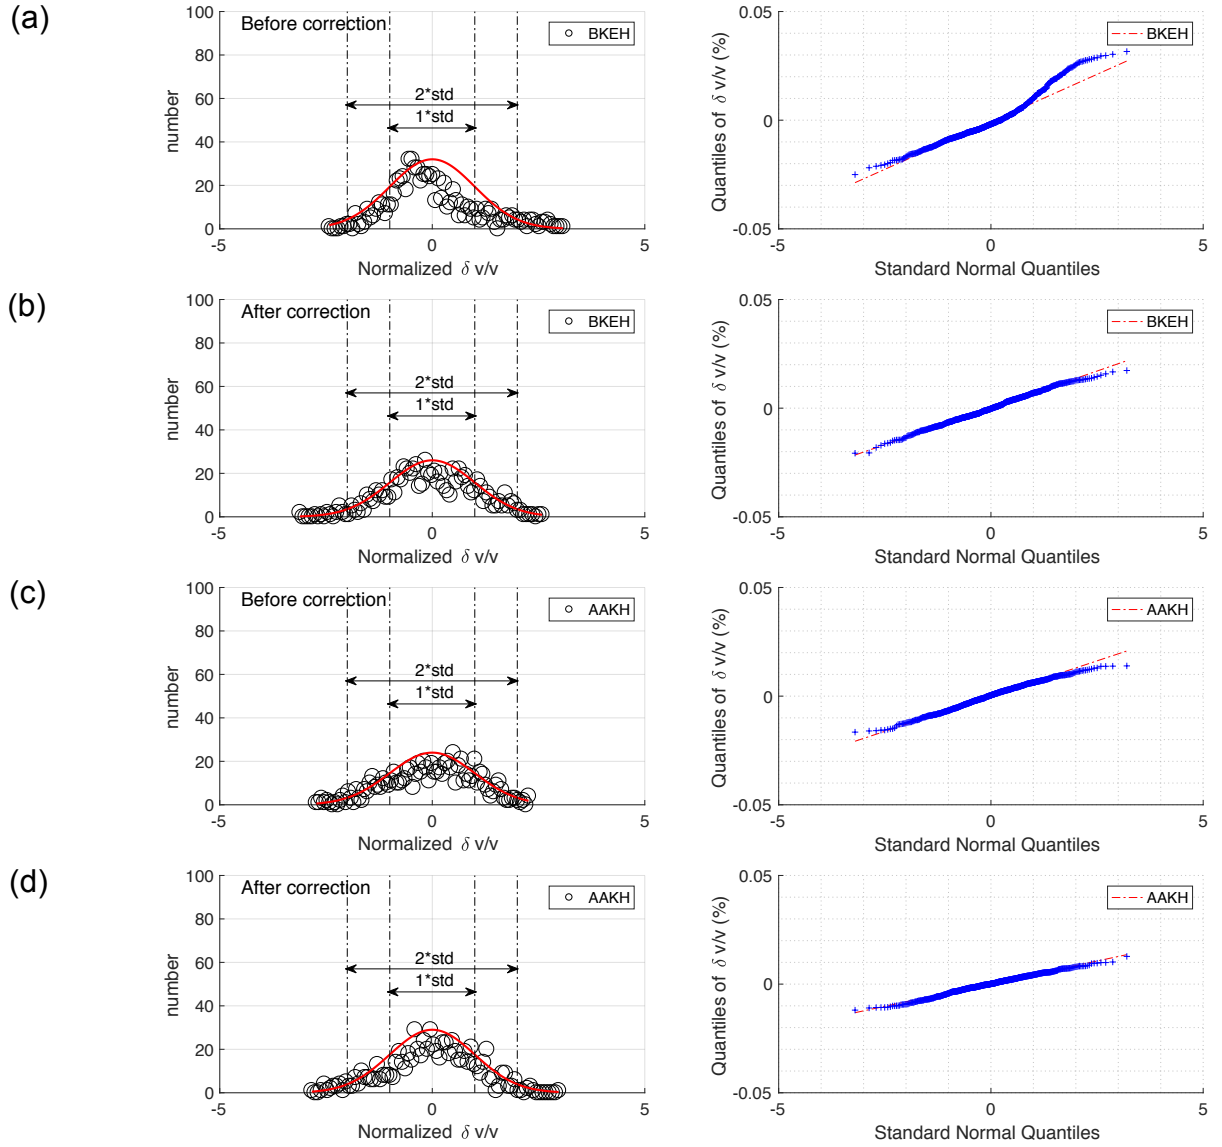 (a)
Before correction
BKEH
2*std
1*std
number
100
80
60
40
20
0
-5
0
5
Normalized δ v/v
BKEH
Quantiles of δ v/v (%)
0.05
0
-0.05
-5
0
5
Standard Normal Quantiles
(b)
After correction
BKEH
2*std
1*std
number
100
80
60
40
20
0
-5
0
5
Normalized δ v/v
BKEH
Quantiles of δ v/v (%)
0.05
0
-0.05
-5
0
5
Standard Normal Quantiles
(c)
Before correction
AAKH
2*std
1*std
number
100
80
60
40
20
0
-5
0
5
Normalized δ v/v
AAKH
Quantiles of δ v/v (%)
0.05
0
-0.05
-5
0
5
Standard Normal Quantiles
(d)
After correction
AAKH
2*std
1*std
number
100
80
60
40
20
0
-5
0
5
Normalized δ v/v
AAKH
Quantiles of δ v/v (%)
0.05
0
-0.05
-5
0
5
Standard Normal Quantiles